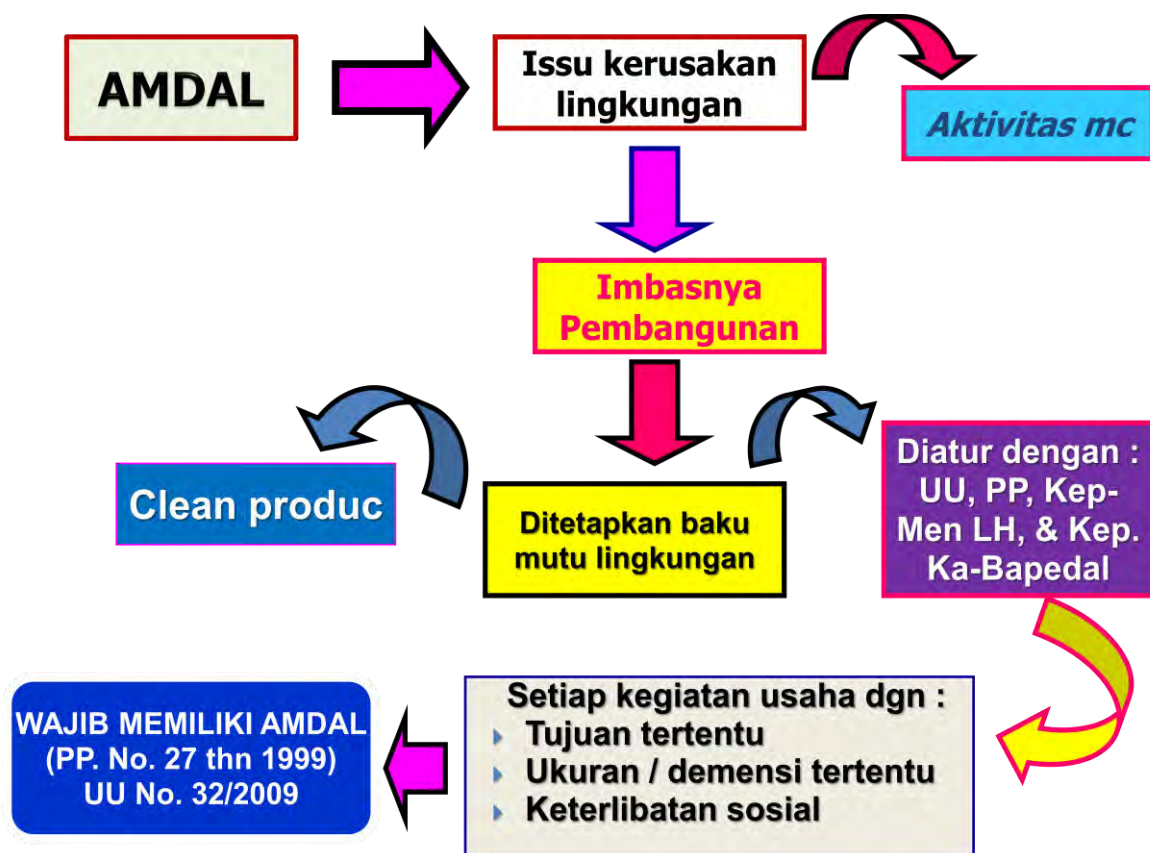 AMDAL
Issu kerusakan
lingkungan
Aktivitas mc
Imbasnya
Pembangunan
Clean produc
Ditetapkan baku
mutu lingkungan
Diatur dengan :
UU, PP, Kep-
Men LH, & Kep.
Ka-Bapedal
Setiap kegiatan usaha dgn :
Tujuan tertentu
Ukuran / demensi tertentu
Keterlibatan sosial
WAJIB MEMILIKI AMDAL
(PP. No. 27 thn 1999)
UU No. 32/2009